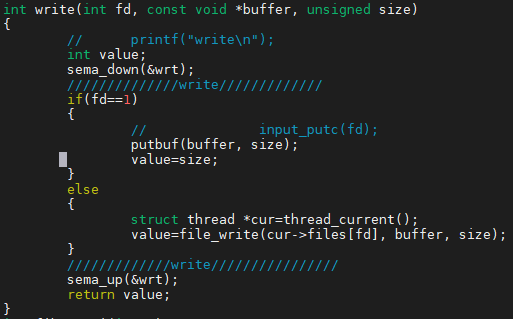 int write(int fd, const void *buffer, unsigned size)
{
        //      printf("write\n");
        int value;
        sema_down(&wrt);
        //////////////write/////////////
        if(fd==1)
        {
                //              input_putc(fd);
                putbuf(buffer, size);
                value=size;
        }
        else
        {
                struct thread *cur=thread_current();
                value=file_write(cur->files[fd], buffer, size);
        }
        /////////////write////////////////
        sema_up(&wrt);
        return value;
}